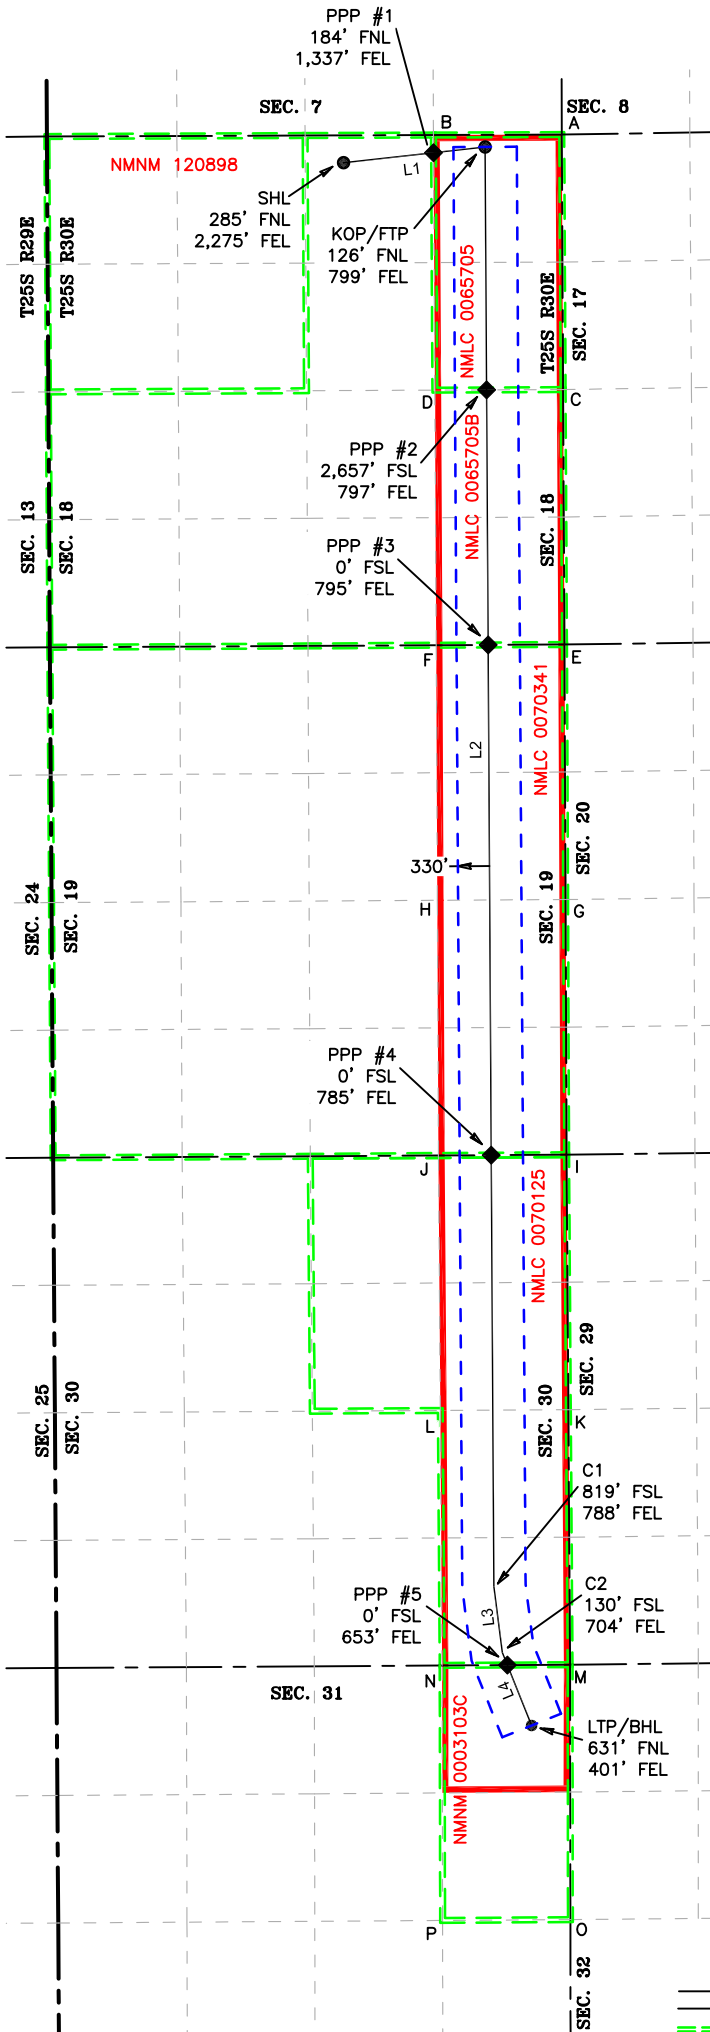 PPP #1
184' FNL
1,337' FEL
SEC. 7
SEC. 8
B
A
NMNM 120898
L1
SHL
285' FNL
2,275' FEL
KOP/FTP
126' FNL
799' FEL
T25S R29E
T25S R30E
NMLC 0065705
T25S R30E
SEC. 17
D
C
PPP #2
2,657' FSL
797' FEL
NMLC 0065705B
SEC. 13
SEC. 18
SEC. 18
PPP #3
0' FSL
795' FEL
F
E
NMLC 0070341
L2
SEC. 20
330'
SEC. 24
SEC. 19
H
SEC. 19
G
PPP #4
0' FSL
785' FEL
J
I
NMLC 0070125
SEC. 29
SEC. 25
SEC. 30
L
SEC. 30
K
C1
819' FSL
788' FEL
PPP #5
0' FSL
653' FEL
L3
C2
130' FSL
704' FEL
N
M
SEC. 31
L4
NMNM 0003103C
LTP/BHL
631' FNL
401' FEL
P
O
SEC. 32